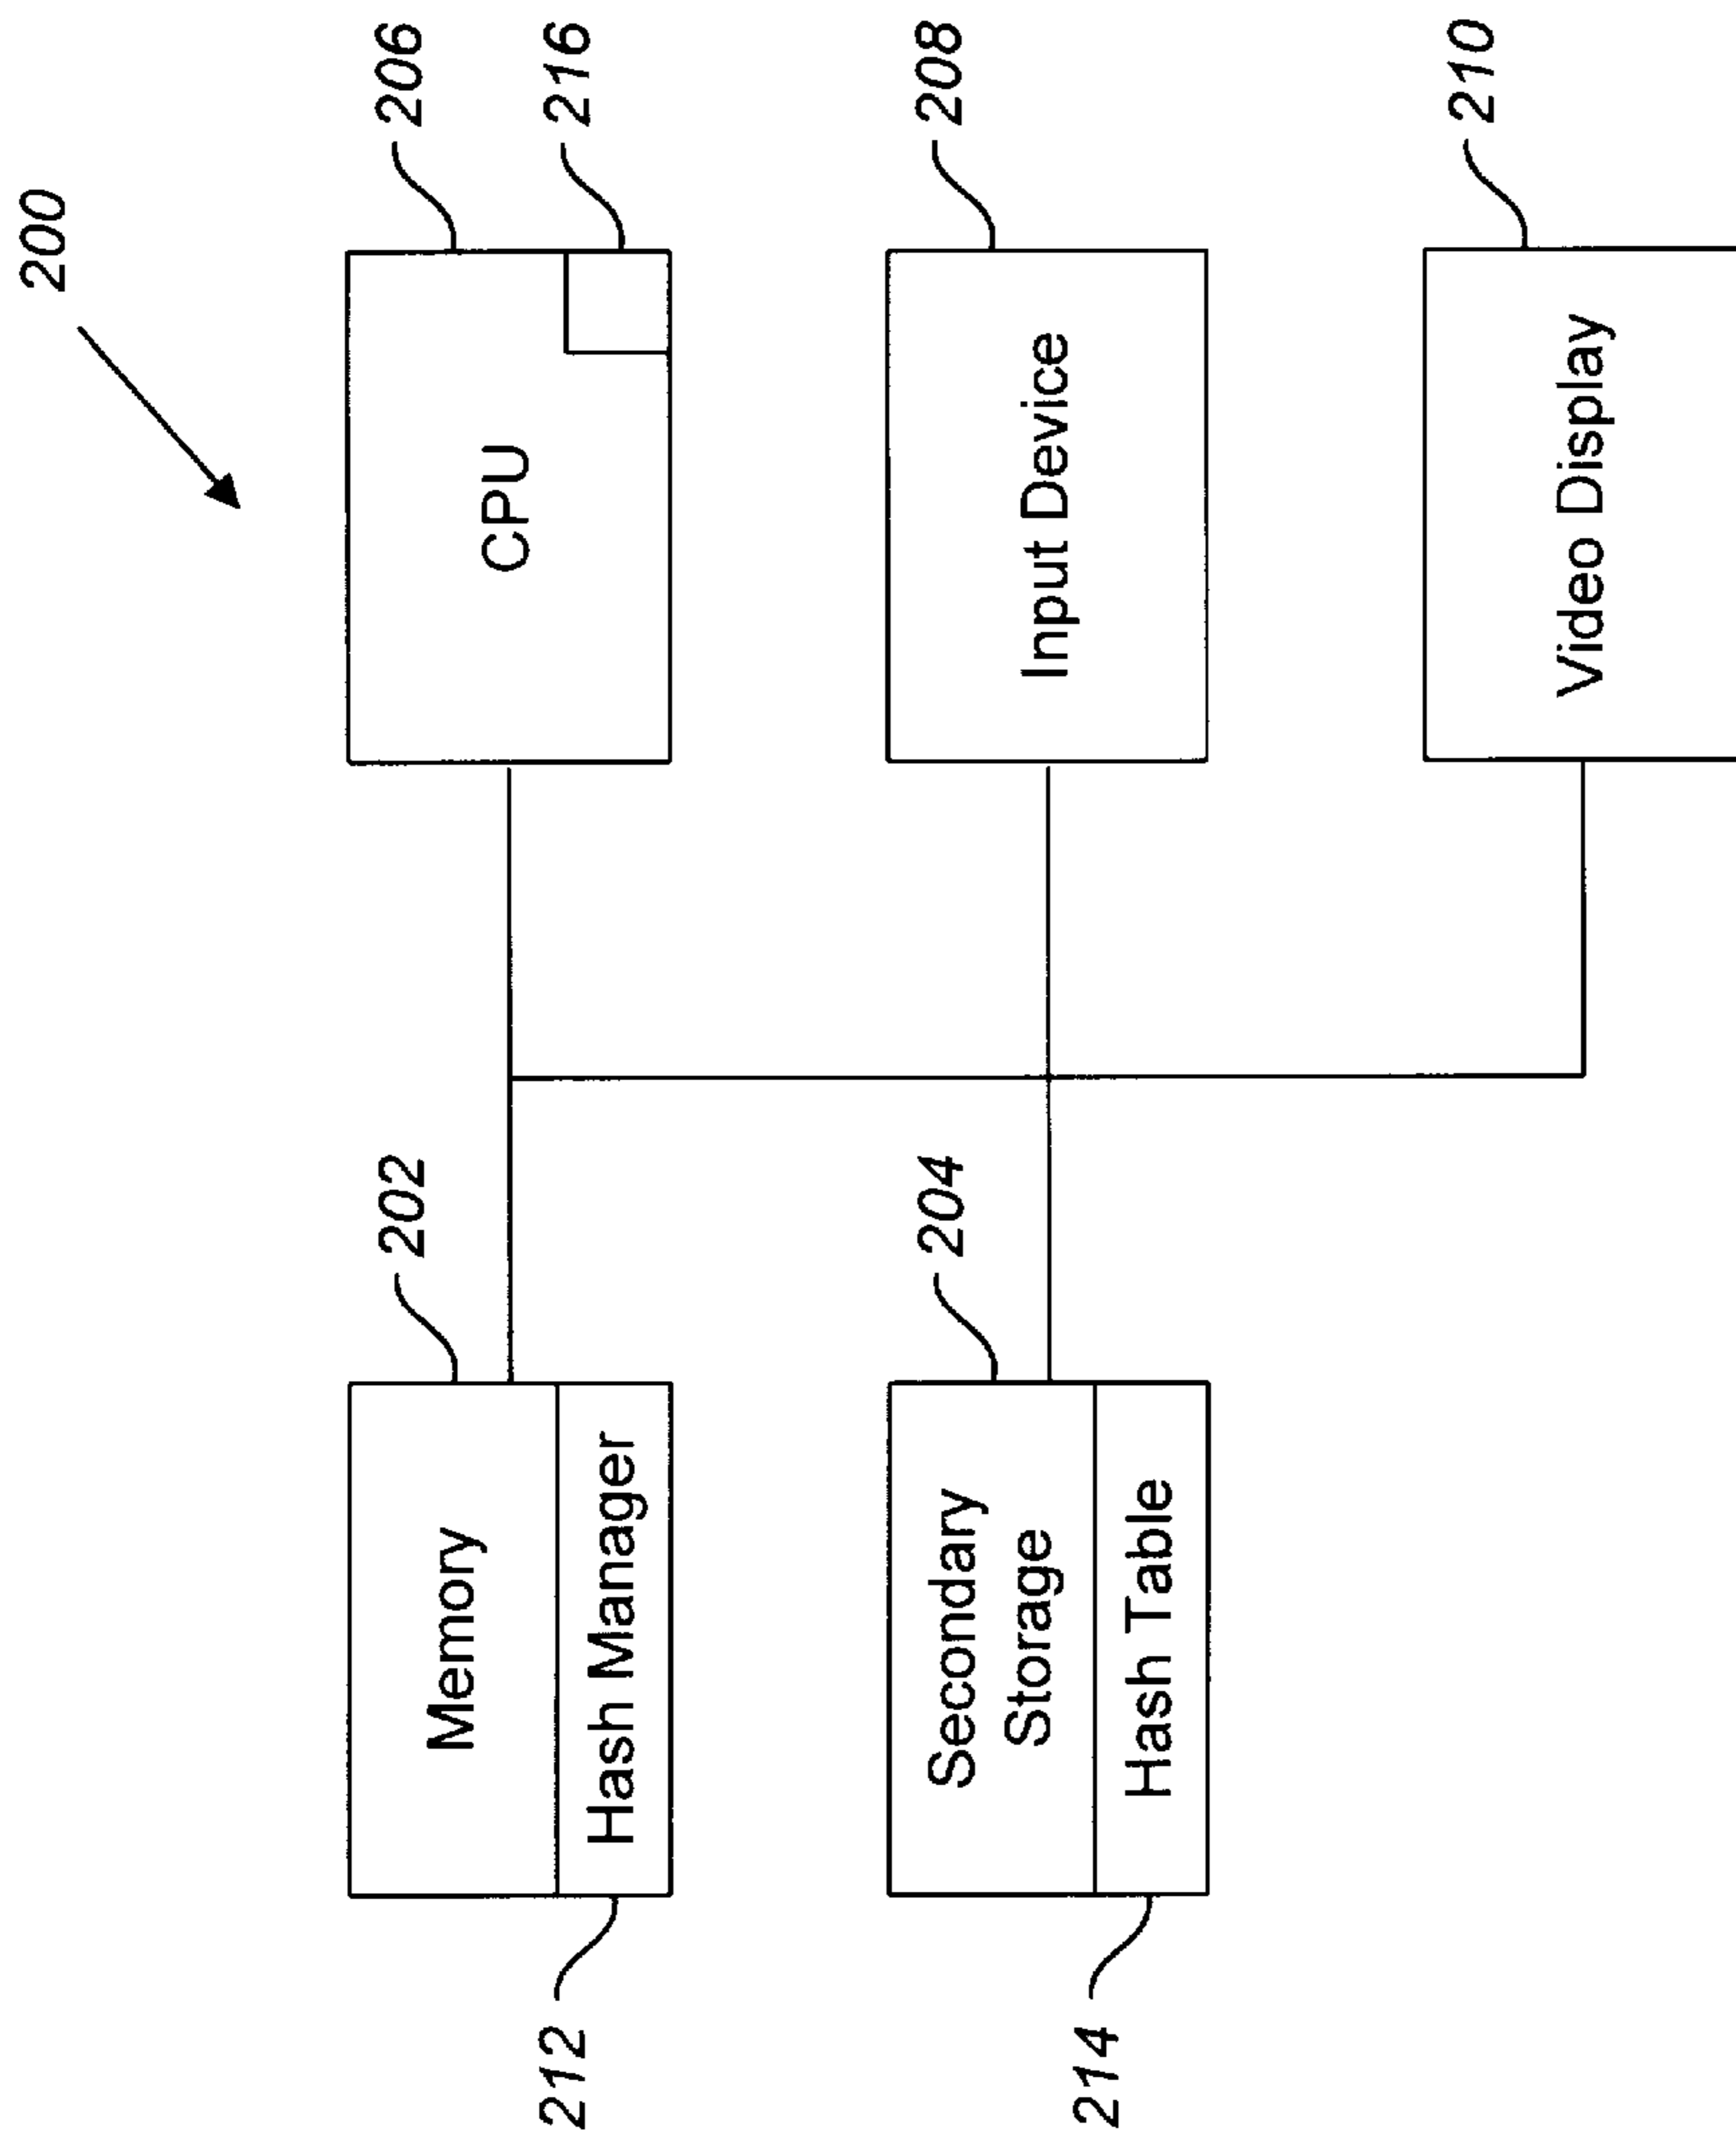 200
202
Memory
Hash Manager
212
206
CPU
216
204
Secondary
Storage
Hash Table
214
208
Input Device
210
Video Display